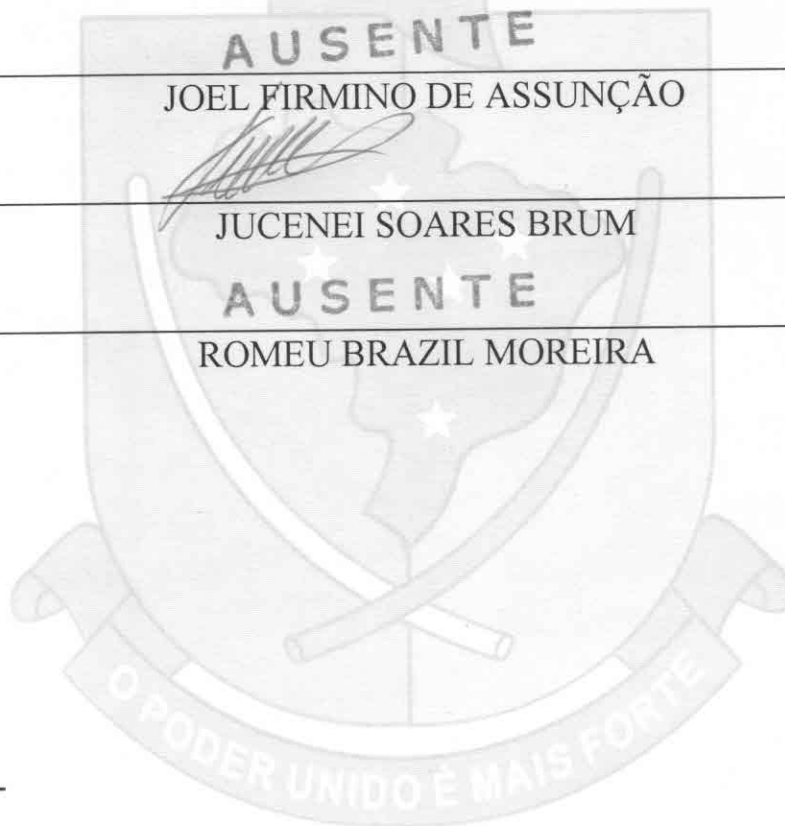 AUSENTE
JOEL FIRMINO DE ASSUNÇÃO
JUCENEI SOARES BRUM
AUSENTE
ROMEU BRAZIL MOREIRA
O PODER UNIDO É MAIS FORTE